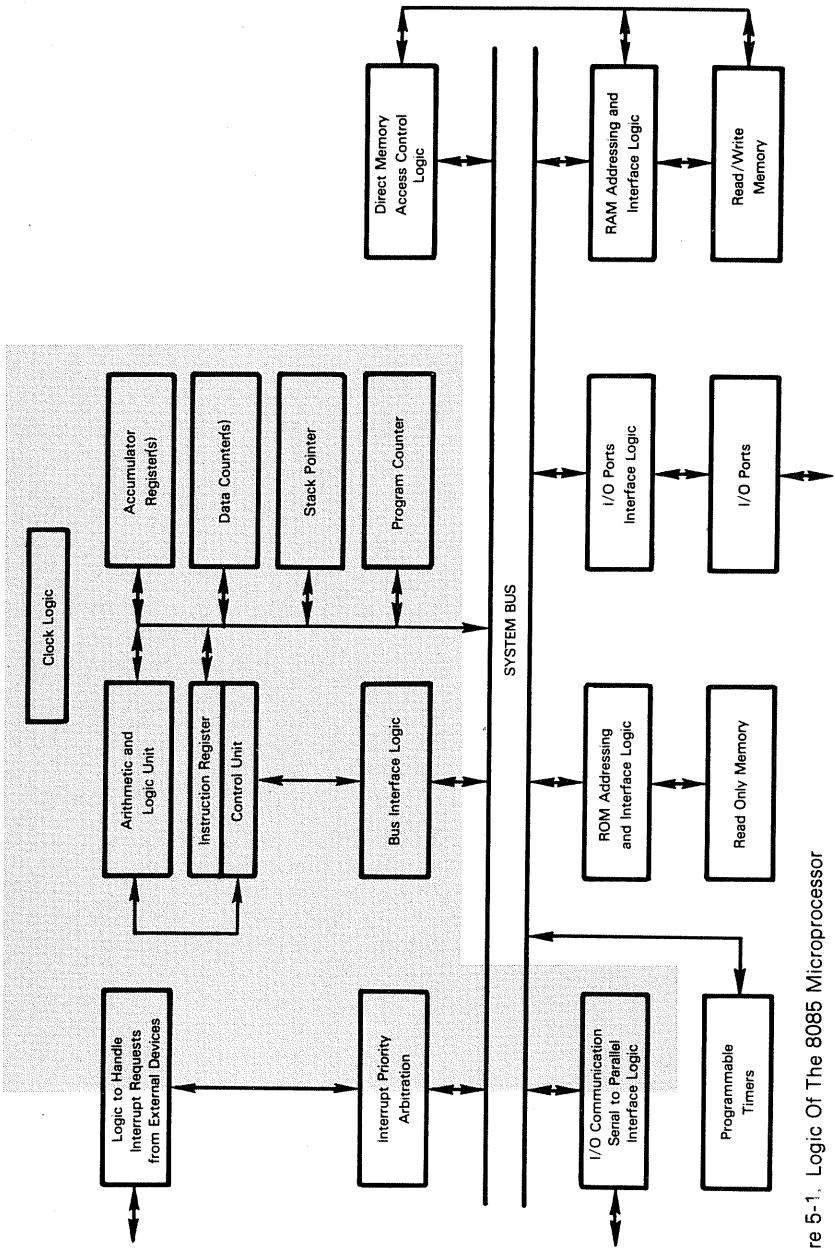 Clock Logic
Logic to Handle
Interrupt Requests
from External Devices
Arithmetic and
Logic Unit
Accumulator
Register(s)
Instruction Register
Control Unit
Data Counter(s)
Stack Pointer
Interrupt Priority
Arbitration
Bus Interface Logic
Program Counter
Direct Memory
Access Control
Logic
SYSTEM BUS
I/O Communication
Serial to Parallel
Interface Logic
ROM Addressing
and Interface Logic
I/O Ports
Interface Logic
RAM Addressing and
Interface Logic
Programmable
Timers
Read Only Memory
I/O Ports
Read/Write
Memory
re 5-1. Logic Of The 8085 Microprocessor